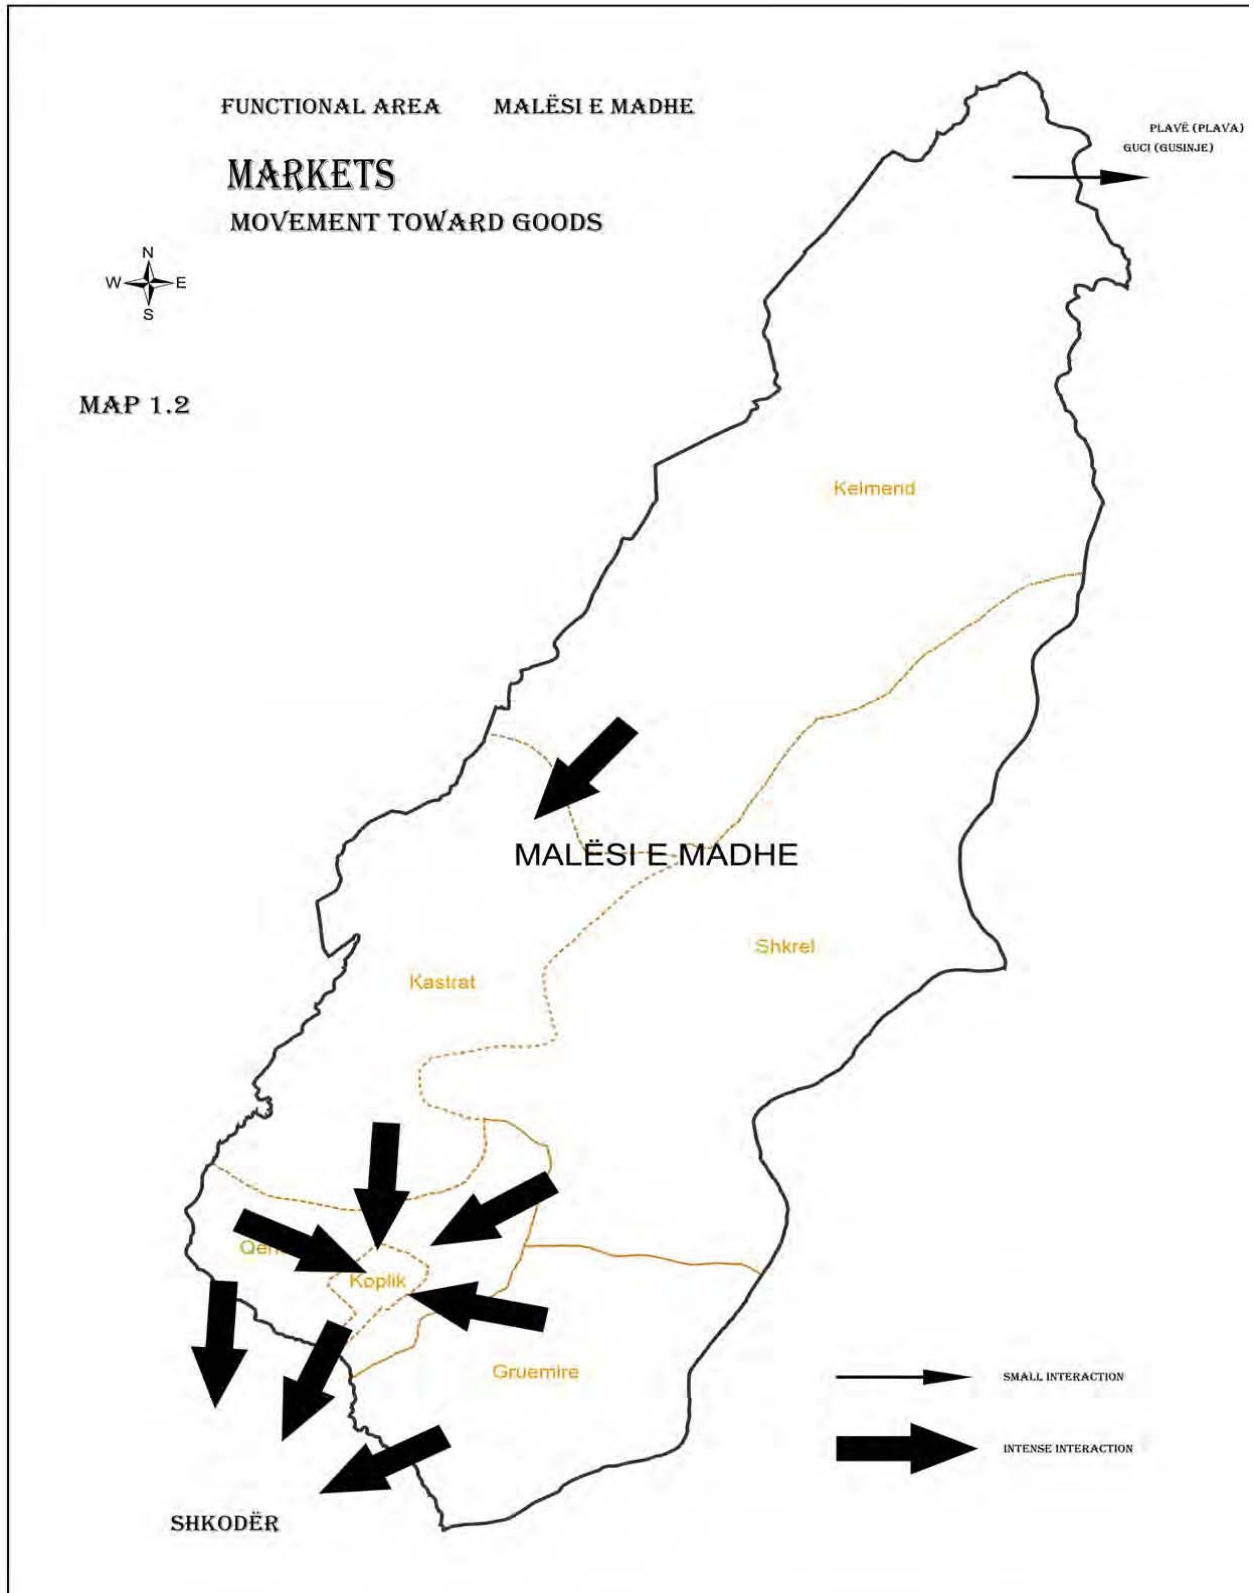 FUNCTIONAL AREA MALËSI E MADHE
PLAVË (PLAVA)
GUCI (GUSINJE)
MARKETS
MOVEMENT TOWARD GOODS
N
W E
S
MAP 1.2
Kelmend
MALËSI E MADHE
Shkrel
Kastrat
Koplik
Gruemire
SMALL INTERACTION
INTENSE INTERACTION
SHKODËR